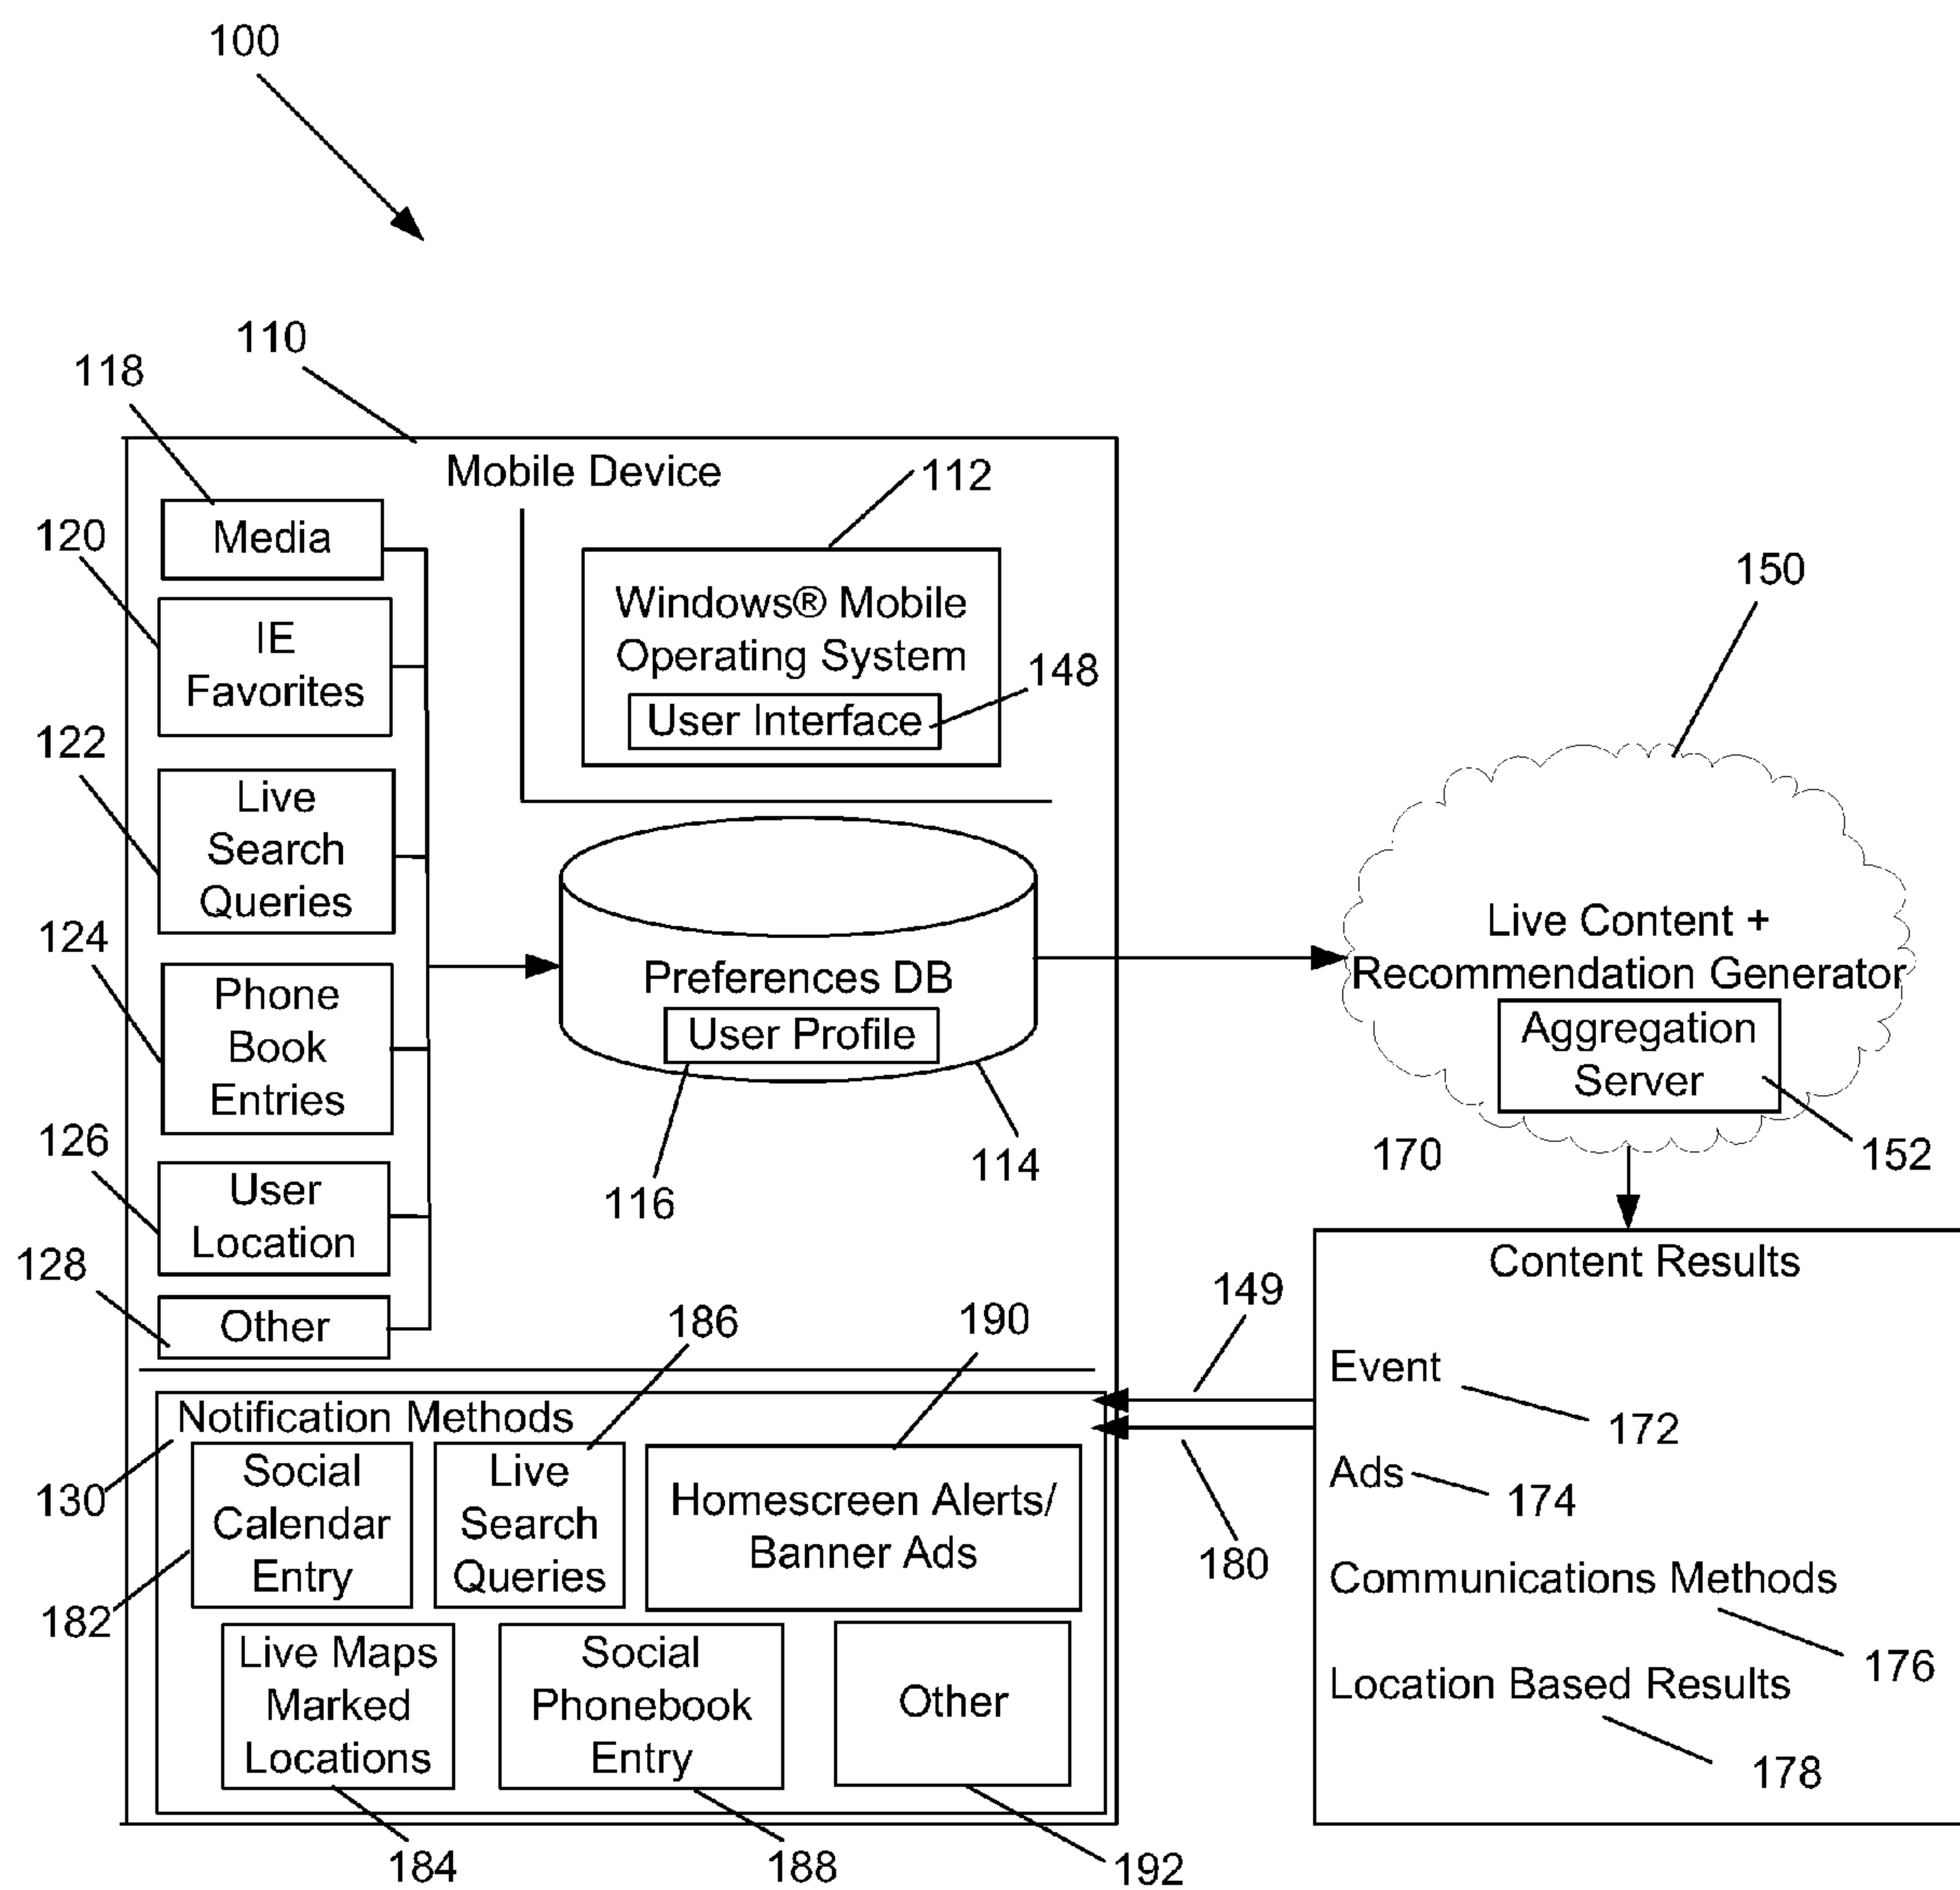 100
110
118
Mobile Device
112
Media
120
IE
Favorites
Windows® Mobile
Operating System
148
User Interface
150
122
Live
Search
Queries
124
Phone
Book
Entries
Preferences DB
User Profile
Live Content +
Recommendation Generator
Aggregation
Server
126
User
Location
116
114
170
152
128
Other
186
190
149
Content Results
Event
172
Ads
174
Communications Methods
176
Location Based Results
178
180
Notification Methods
130
Social
Calendar
Entry
182
Live
Search
Queries
Homescreen Alerts/
Banner Ads
Live Maps
Marked
Locations
Social
Phonebook
Entry
Other
184
188
192